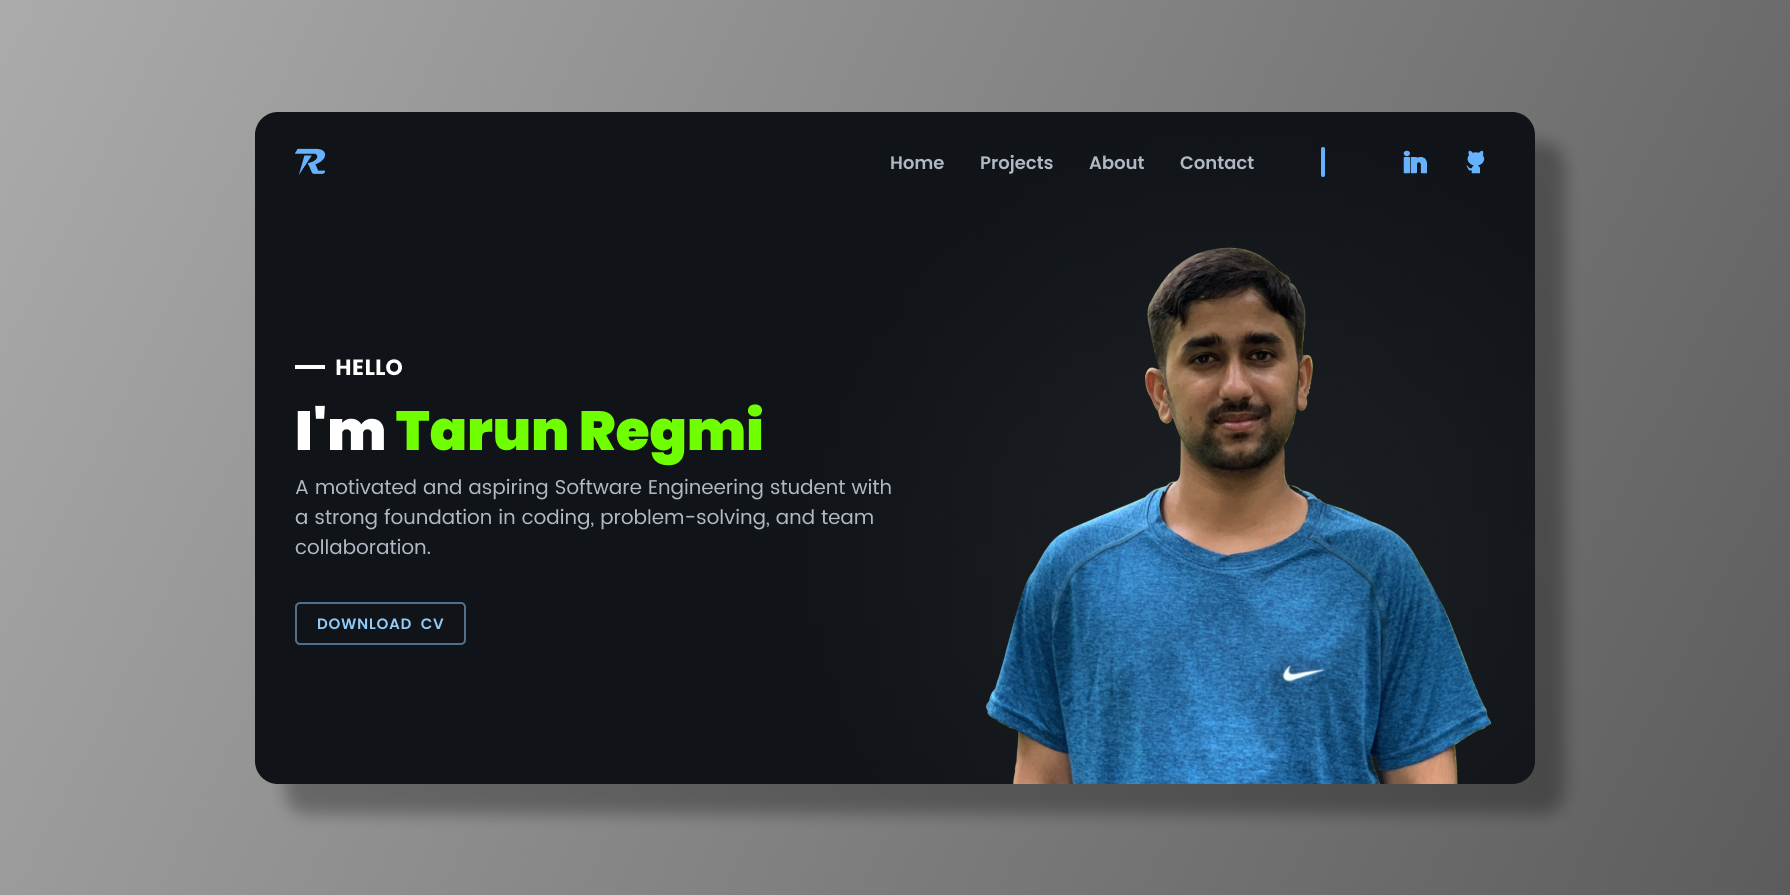 R
Home Projects About Contact
HELLO
I'm Tarun Regmi
A motivated and aspiring Software Engineering student with
a strong foundation in coding, problem-solving, and team
collaboration.
DOWNLOAD CV